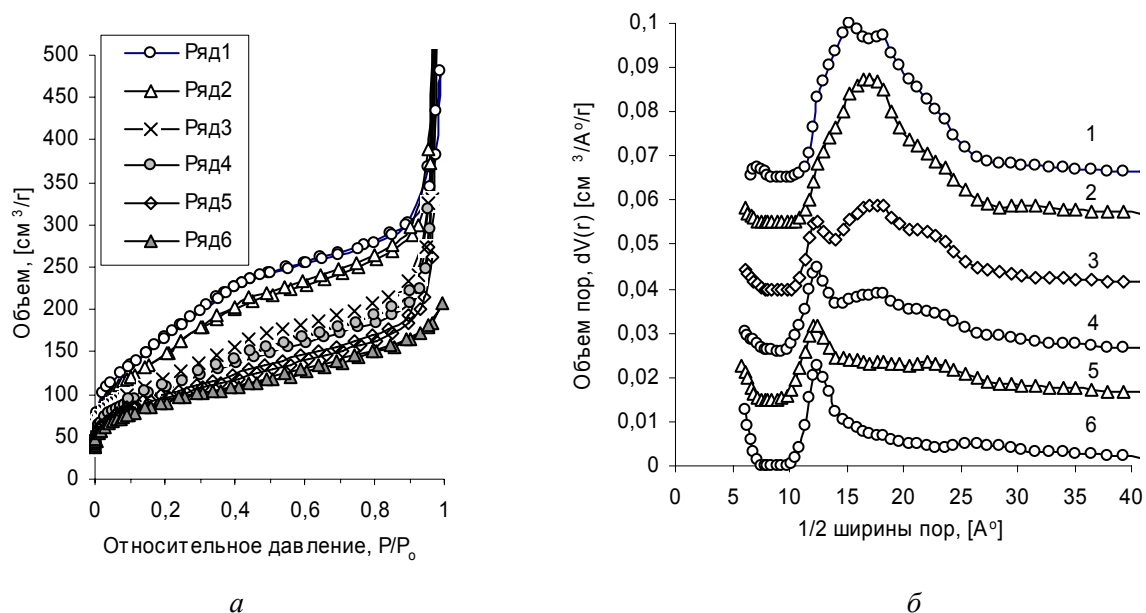 500
450
400
350
300
250
200
150
100
50
0
Объем, [см³/г]
Ряд1
Ряд2
Ряд3
Ряд4
Ряд5
Ряд6
0 0,2 0,4 0,6 0,8 1
Относительное давление, P/P₀
а
0,1
0,09
0,08
0,07
0,06
0,05
0,04
0,03
0,02
0,01
0
Объем пор, dV(r) [см ³/А°/г]
1
2
3
4
5
6
0 5 10 15 20 25 30 35 40
1/2 ширины пор, [А°]
б